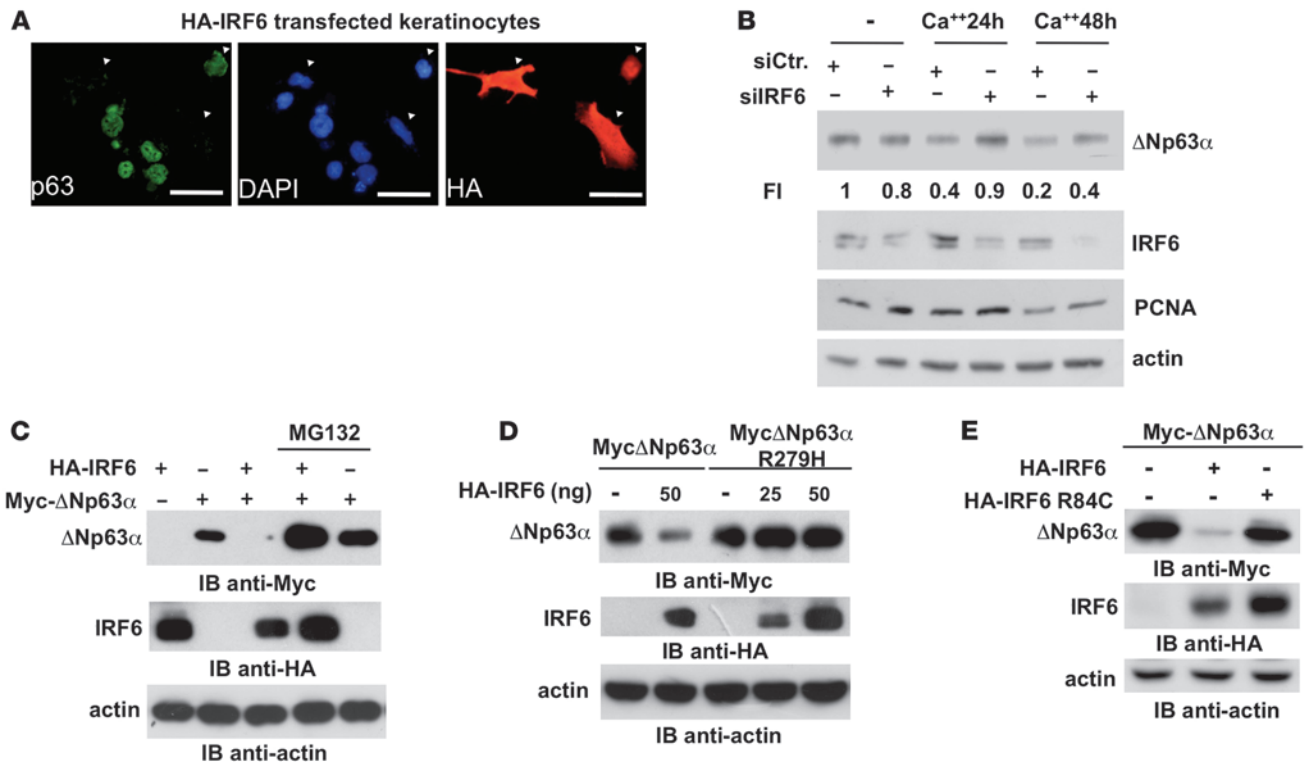 A
HA-IRF6 transfected keratinocytes
p63
DAPI
HA
B
- Ca⁺⁺24h Ca⁺⁺48h
siCtr. + – + – + –
siIRF6 – + – + – +
ΔNp63α
FI 1 0.8 0.4 0.9 0.2 0.4
IRF6
PCNA
actin
C
MG132
HA-IRF6 + – + + –
Myc-ΔNp63α – + + + +
ΔNp63α
IB anti-Myc
IRF6
IB anti-HA
actin
IB anti-actin
D
MycΔNp63α MycΔNp63α
R279H
HA-IRF6 (ng) - 50 - 25 50
ΔNp63α
IB anti-Myc
IRF6
IB anti-HA
actin
IB anti-actin
E
Myc-ΔNp63α
HA-IRF6 - + -
HA-IRF6 R84C - - +
ΔNp63α
IB anti-Myc
IRF6
IB anti-HA
actin
IB anti-actin